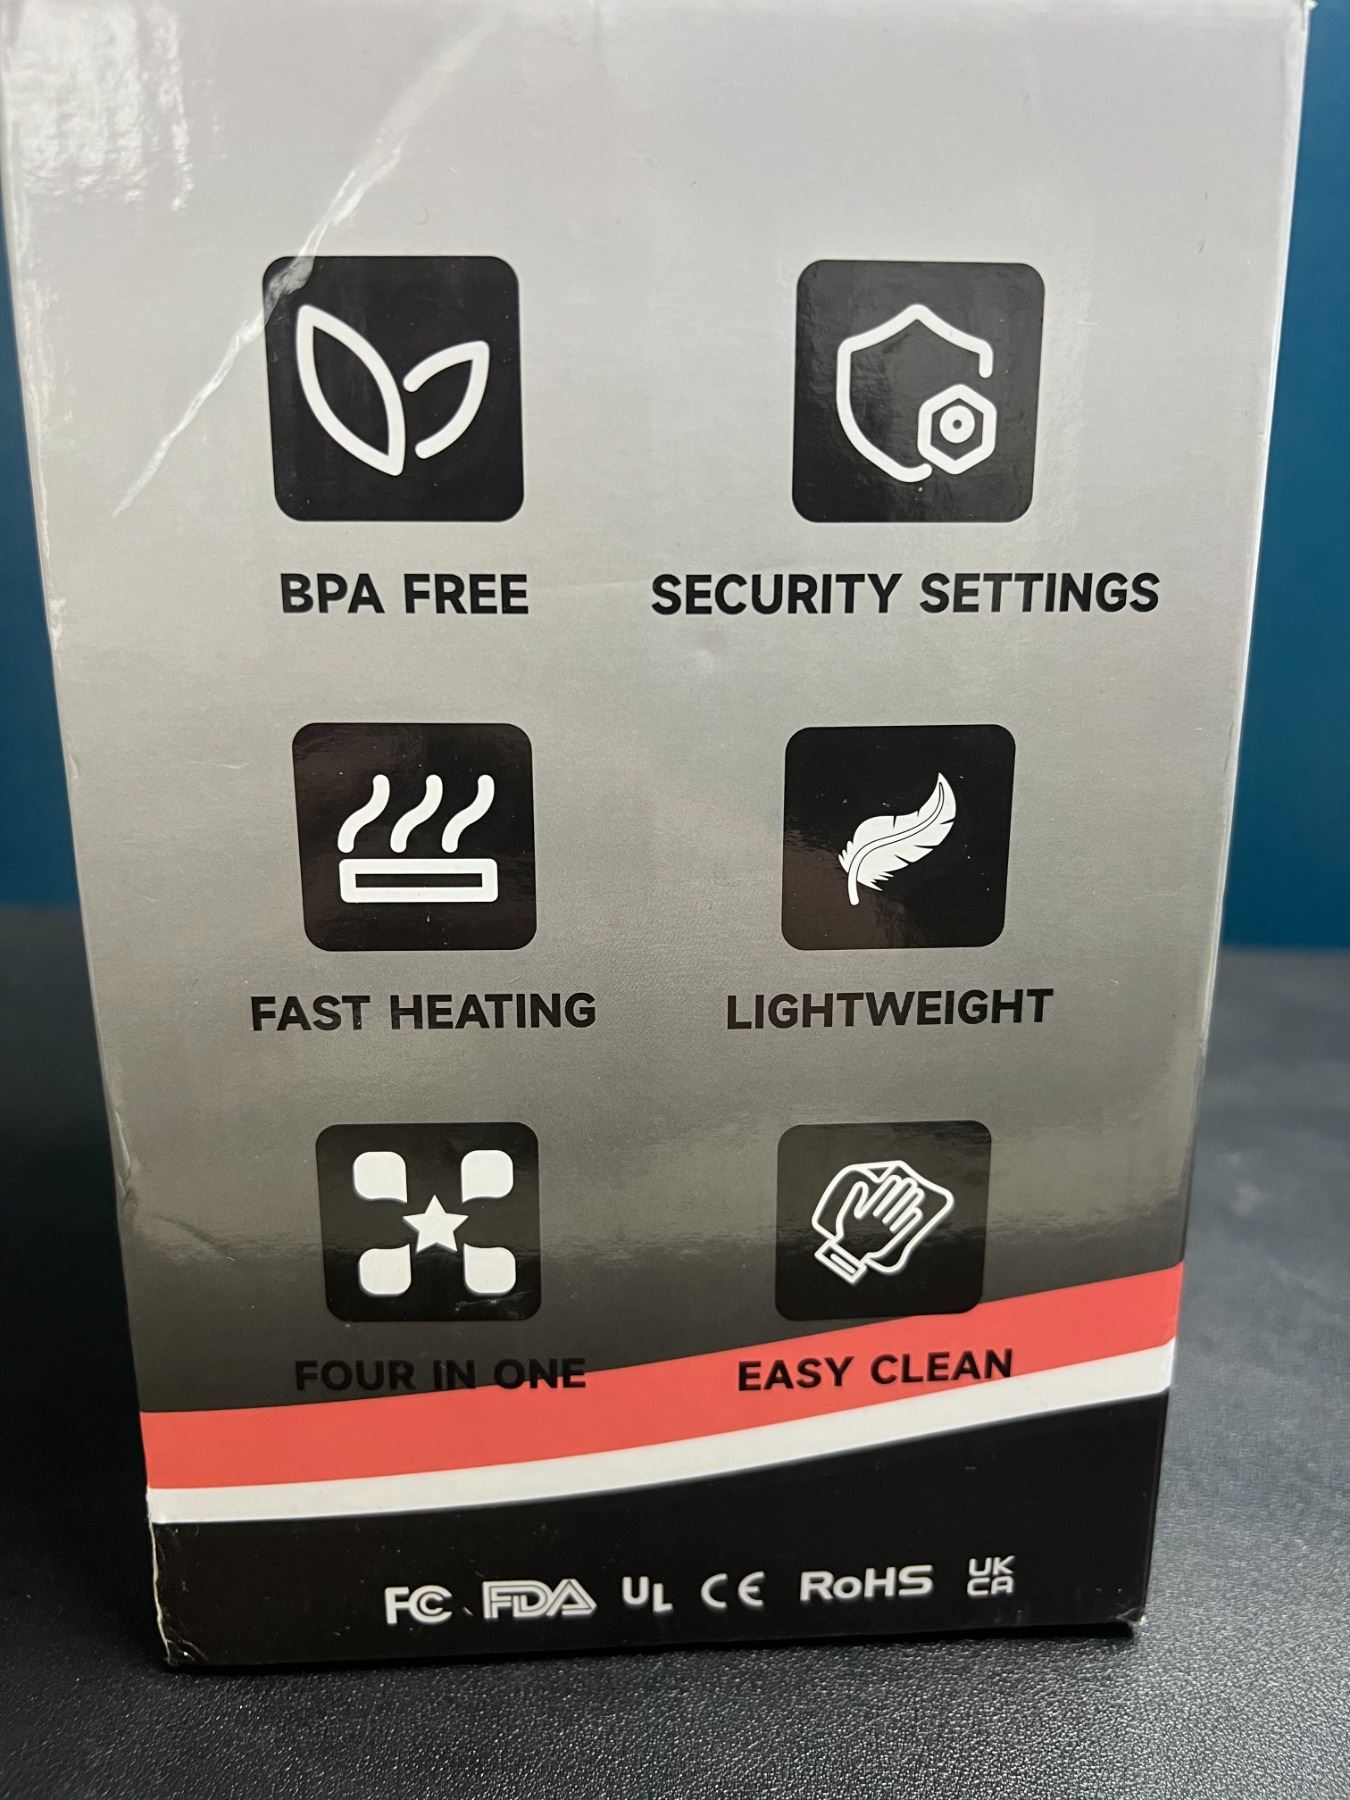 BPA FREE SECURITY SETTINGS
FAST HEATING LIGHTWEIGHT
FOUR IN ONE EASY CLEAN
FC FDA UL CE RoHS UK
CA